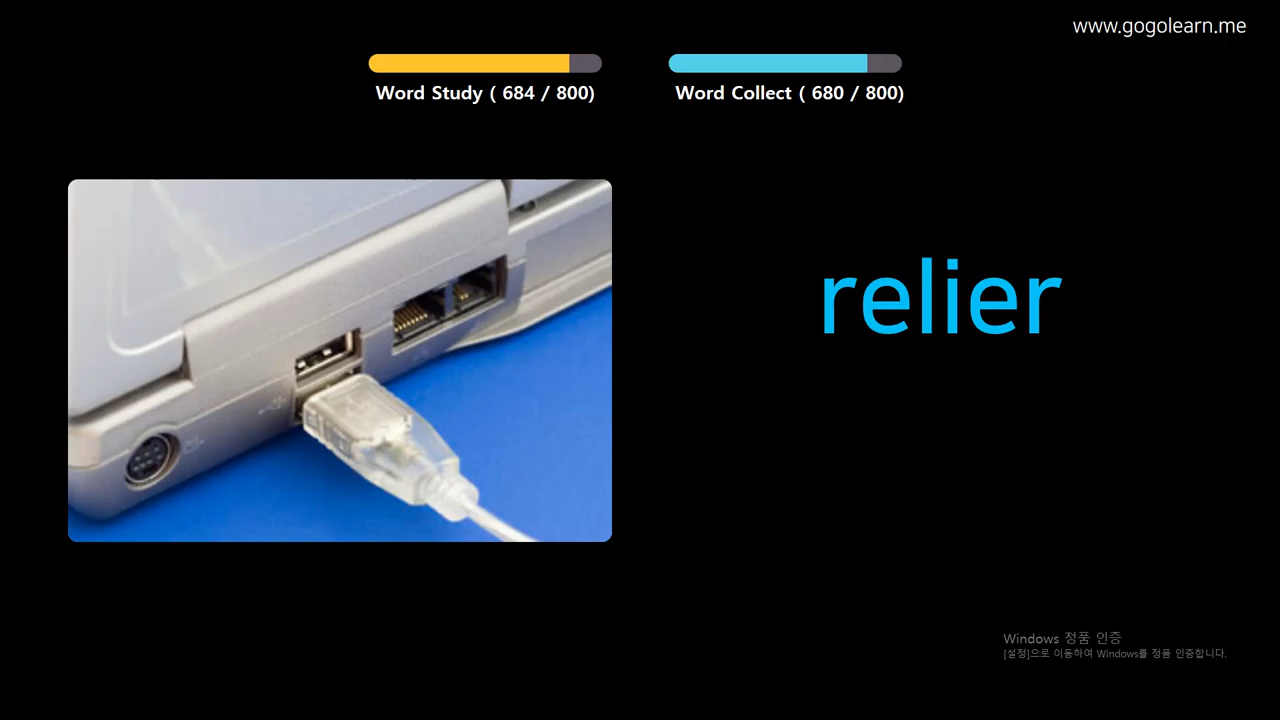 www.gogolearn.me
Word Study ( 684 / 800)
Word Collect ( 680 / 800)
relier
Windows 정품 인증
[설정]으로 이동하여 Windows를 정품 인증합니다.